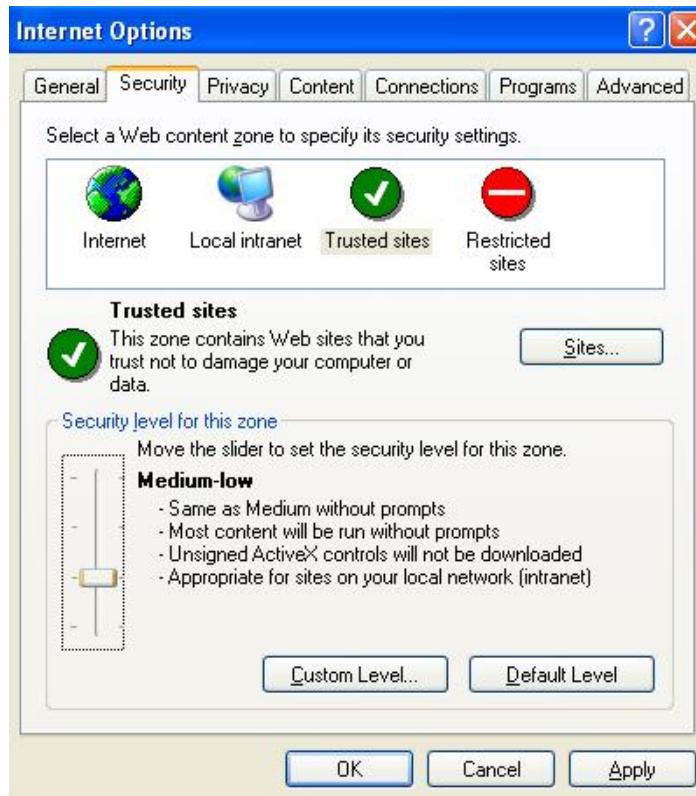 Internet Options
General Security Privacy Content Connections Programs Advanced
Select a Web content zone to specify its security settings.
Internet Local intranet Trusted sites Restricted
sites
Trusted sites
This zone contains Web sites that you
trust not to damage your computer or
data.
Sites...
Security level for this zone
Move the slider to set the security level for this zone.
Medium-low
- Same as Medium without prompts
- Most content will be run without prompts
- Unsigned ActiveX controls will not be downloaded
- Appropriate for sites on your local network (intranet)
Custom Level... Default Level
OK Cancel Apply